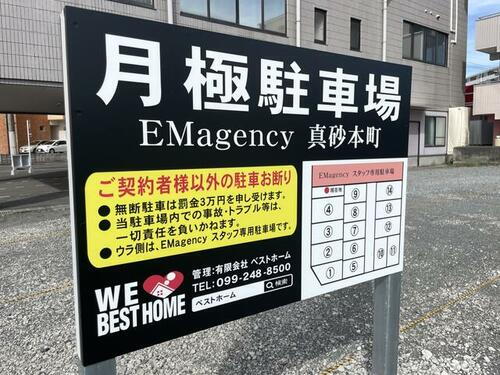 月極駐車場
EMagency 真砂本町
ご契約者様以外の駐車お断り
●無断駐車は罰金3万円を申し受けます。
●当駐車場内での事故・トラブル等は、
一切責任を負いかねます。
●ウラ側は、EMagency スタッフ専用駐車場です。
WE
BEST HOME
管理:有限会社 ベストホーム
TEL:099-248-8500
ベストホーム
検索
EMagency スタッフ専用駐車場
●現在地
⑨ ⑭
④ ⑧ ⑬
③ ⑦ ⑫
② ⑥
① ⑤ ⑩ ⑪